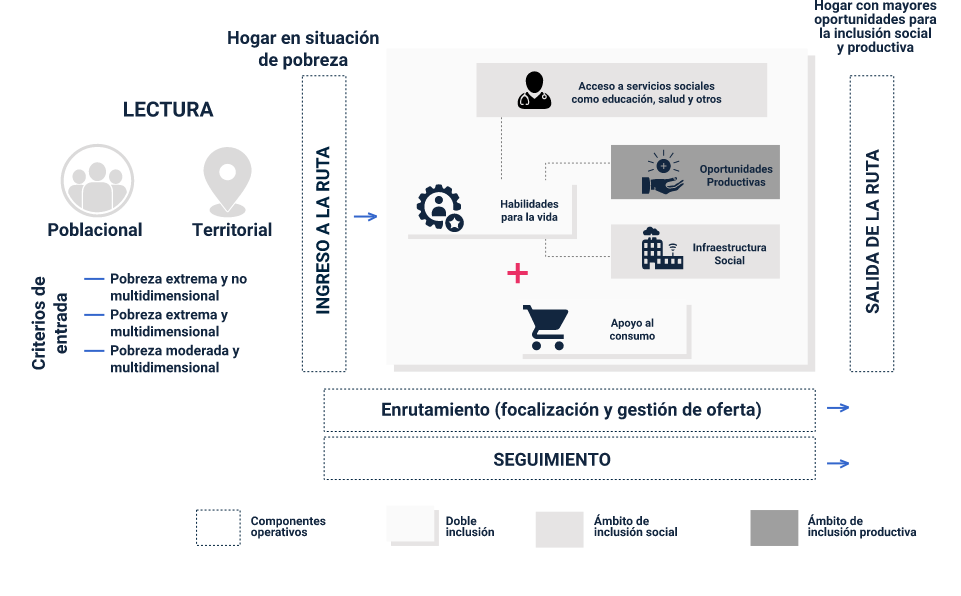 Hogar con mayores
oportunidades para
la inclusión social
y productiva
Hogar en situación
de pobreza
LECTURA
Poblacional
Territorial
Criterios de
entrada
Pobreza extrema y no
multidimensional
Pobreza extrema y
multidimensional
Pobreza moderada y
multidimensional
INGRESO A LA RUTA
Acceso a servicios sociales
como educación, salud y otros
Oportunidades
Productivas
Habilidades
para la vida
Infraestructura
Social
+
Apoyo al
consumo
SALIDA DE LA RUTA
Enrutamiento (focalización y gestión de oferta)
SEGUIMIENTO
Componentes
operativos
Doble
inclusión
Ámbito de
inclusión social
Ámbito de
inclusión productiva